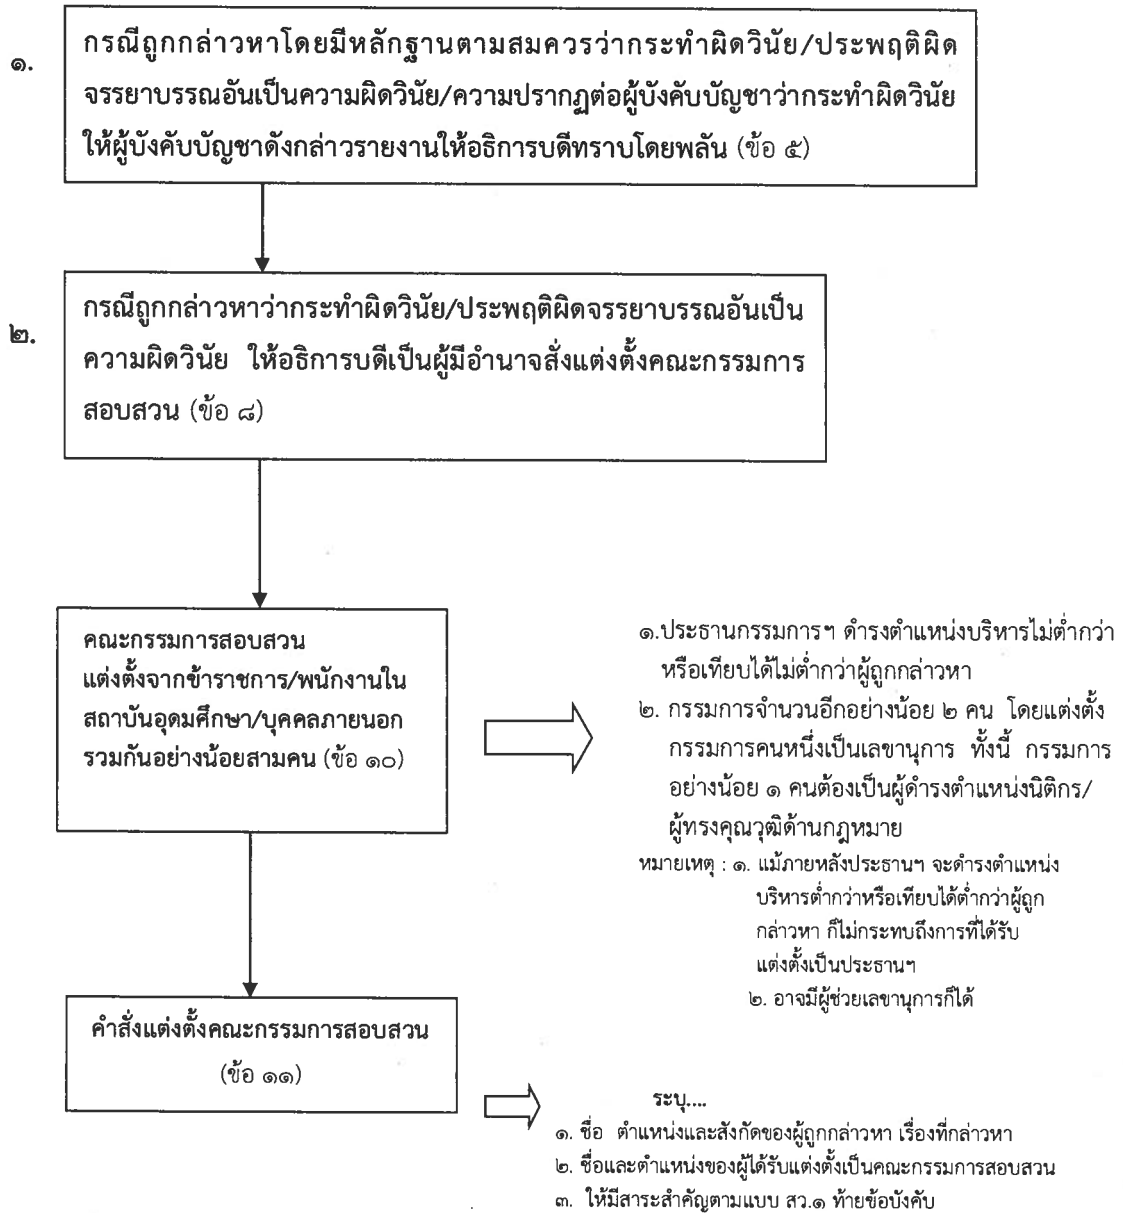 ๑.
กรณีถูกกล่าวหาโดยมีหลักฐานตามสมควรว่ากระทำผิดวินัย/ประพฤติผิด
จรรยาบรรณอันเป็นความผิดวินัย/ความปรากฏต่อผู้บังคับบัญชาว่ากระทำผิดวินัย
ให้ผู้บังคับบัญชาดังกล่าวรายงานให้อธิการบดีทราบโดยพลัน (ข้อ ๕)
๒.
กรณีถูกกล่าวหาว่ากระทำผิดวินัย/ประพฤติผิดจรรยาบรรณอันเป็น
ความผิดวินัย ให้อธิการบดีเป็นผู้มีอำนาจสั่งแต่งตั้งคณะกรรมการ
สอบสวน (ข้อ ๘)
คณะกรรมการสอบสวน
แต่งตั้งจากข้าราชการ/พนักงานใน
สถาบันอุดมศึกษา/บุคคลภายนอก
รวมกันอย่างน้อยสามคน (ข้อ ๑๐)
๑.ประธานกรรมการฯ ดำรงตำแหน่งบริหารไม่ต่ำกว่า
หรือเทียบได้ไม่ต่ำกว่าผู้ถูกกล่าวหา
๒. กรรมการจำนวนอีกอย่างน้อย ๒ คน โดยแต่งตั้ง
กรรมการคนหนึ่งเป็นเลขานุการ ทั้งนี้ กรรมการ
อย่างน้อย ๑ คนต้องเป็นผู้ดำรงตำแหน่งนิติกร/
ผู้ทรงคุณวุฒิด้านกฎหมาย
หมายเหตุ : ๑. แม้ภายหลังประธานฯ จะดำรงตำแหน่ง
บริหารต่ำกว่าหรือเทียบได้ต่ำกว่าผู้ถูก
กล่าวหา ก็ไม่กระทบถึงการที่ได้รับ
แต่งตั้งเป็นประธานฯ
๒. อาจมีผู้ช่วยเลขานุการก็ได้
คำสั่งแต่งตั้งคณะกรรมการสอบสวน
(ข้อ ๑๑)
ระบุ....
๑. ชื่อ ตำแหน่งและสังกัดของผู้ถูกกล่าวหา เรื่องที่กล่าวหา
๒. ชื่อและตำแหน่งของผู้ได้รับแต่งตั้งเป็นคณะกรรมการสอบสวน
๓. ให้มีสาระสำคัญตามแบบ สว.๑ ท้ายข้อบังคับ